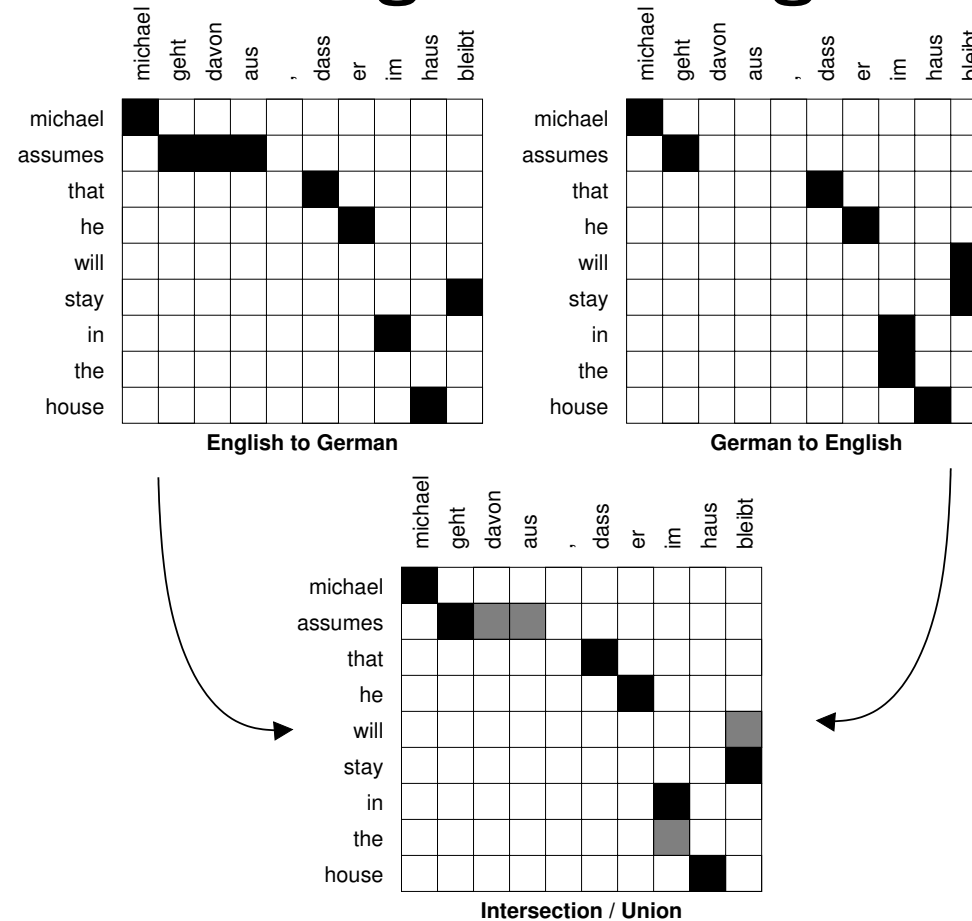 michael geht davon aus , dass er im haus bleibt
michael
assumes
that
he
will
stay
in
the
house
English to German
michael geht davon aus , dass er im haus bleibt
michael
assumes
that
he
will
stay
in
the
house
German to English
michael geht davon aus , dass er im haus bleibt
michael
assumes
that
he
will
stay
in
the
house
Intersection / Union